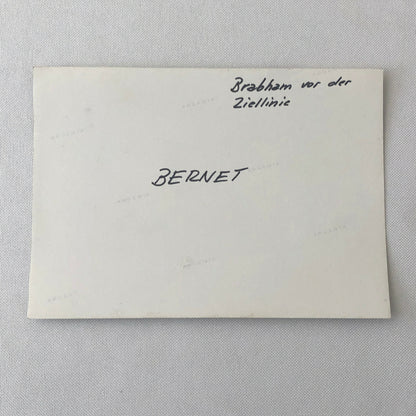 Brabham vor der
Ziellinie
BERNET